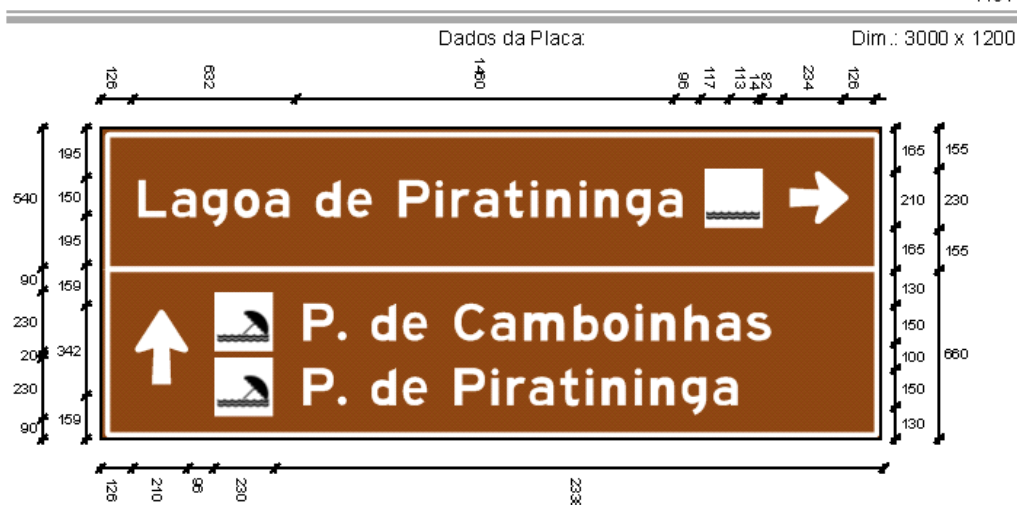 Dados da Placa:
Dim.: 3000 x 1200
126 632 1460 96 117 113 14 82 234 126
540 90 230 20 230 90
195 150 195 159 342 159
Lagoa de Piratininga
P. de Camboinhas
P. de Piratininga
165 210 165 130 150 100 150 130
155 230 155 660
126 210 96 230